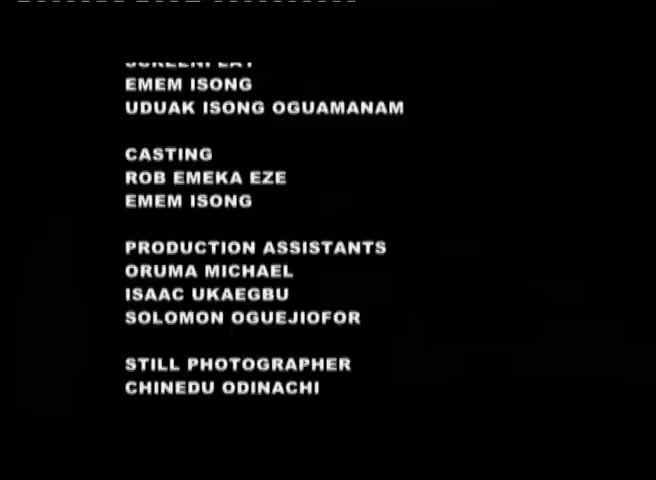 SCREENPLAY
EMEM ISONG
UDUAK ISONG OGUAMANAM
CASTING
ROB EMEKA EZE
EMEM ISONG
PRODUCTION ASSISTANTS
ORUMA MICHAEL
ISAAC UKAEGBU
SOLOMON OGUEJIOFOR
STILL PHOTOGRAPHER
CHINEDU ODINACHI